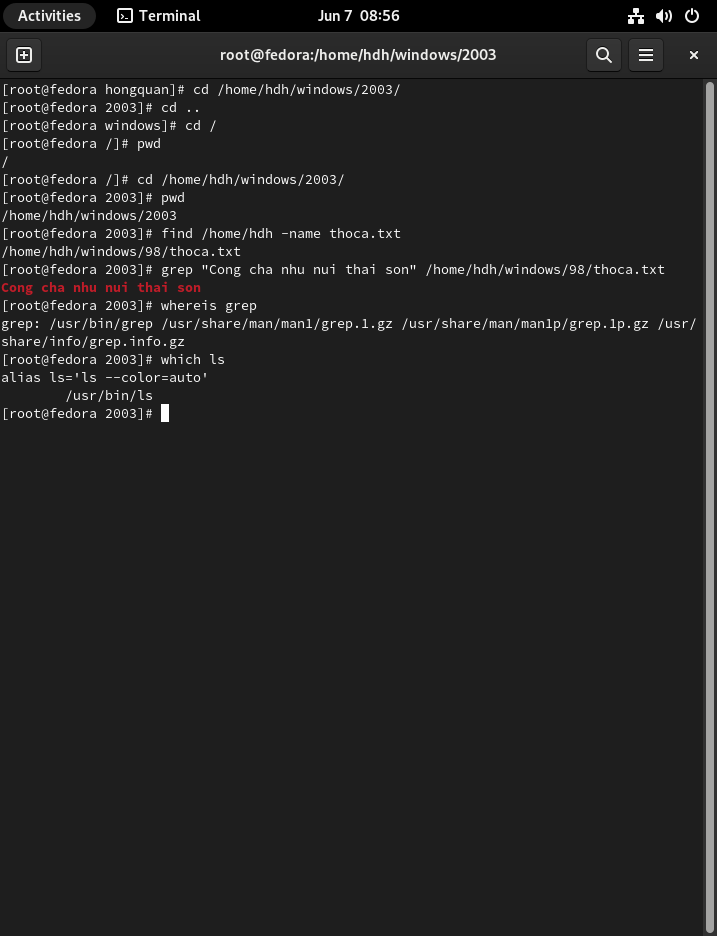 Activities Terminal Jun 7 08:56
root@fedora:/home/hdh/windows/2003
[root@fedora hongquan]# cd /home/hdh/windows/2003/
[root@fedora 2003]# cd ..
[root@fedora windows]# cd /
[root@fedora /]# pwd
/
[root@fedora /]# cd /home/hdh/windows/2003/
[root@fedora 2003]# pwd
/home/hdh/windows/2003
[root@fedora 2003]# find /home/hdh -name thoca.txt
/home/hdh/windows/98/thoca.txt
[root@fedora 2003]# grep "Cong cha nhu nui thai son" /home/hdh/windows/98/thoca.txt
Cong cha nhu nui thai son
[root@fedora 2003]# whereis grep
grep: /usr/bin/grep /usr/share/man/man1/grep.1.gz /usr/share/man/man1p/grep.1p.gz /usr/
share/info/grep.info.gz
[root@fedora 2003]# which ls
alias ls='ls --color=auto'
        /usr/bin/ls
[root@fedora 2003]#